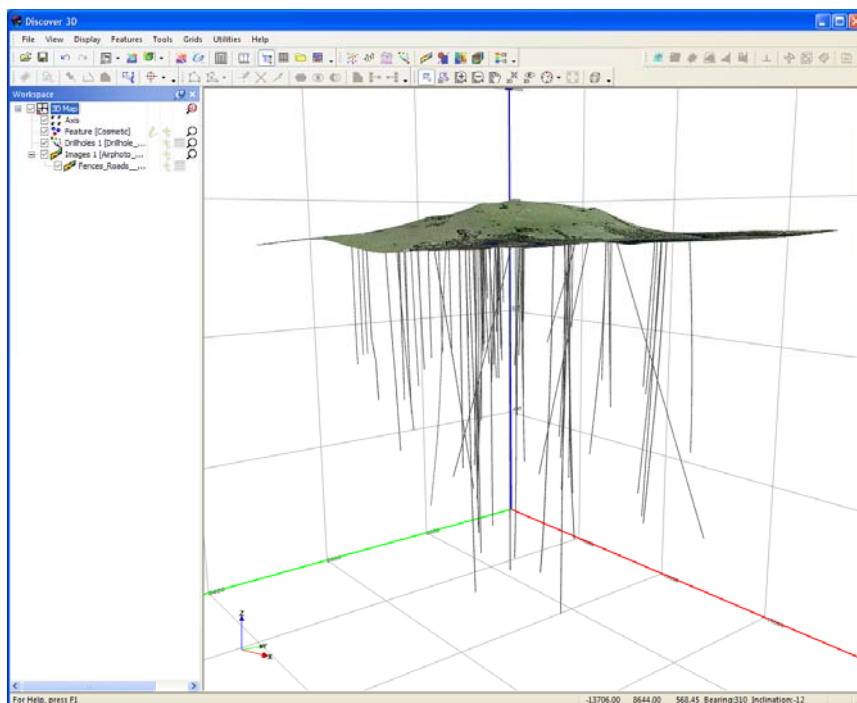 Discover 3D
File View Display Features Tools Grids Utilities Help
Workspace
3D Map
Axis
Feature [Cosmetic]
Drillholes 1 [Drillhole_...
Images 1 [Airphoto_...
Fences_Roads__...
Z
Y
X
For Help, press F1
-13706.00 8644.00 568.45 Bearing:310 Inclination:-12